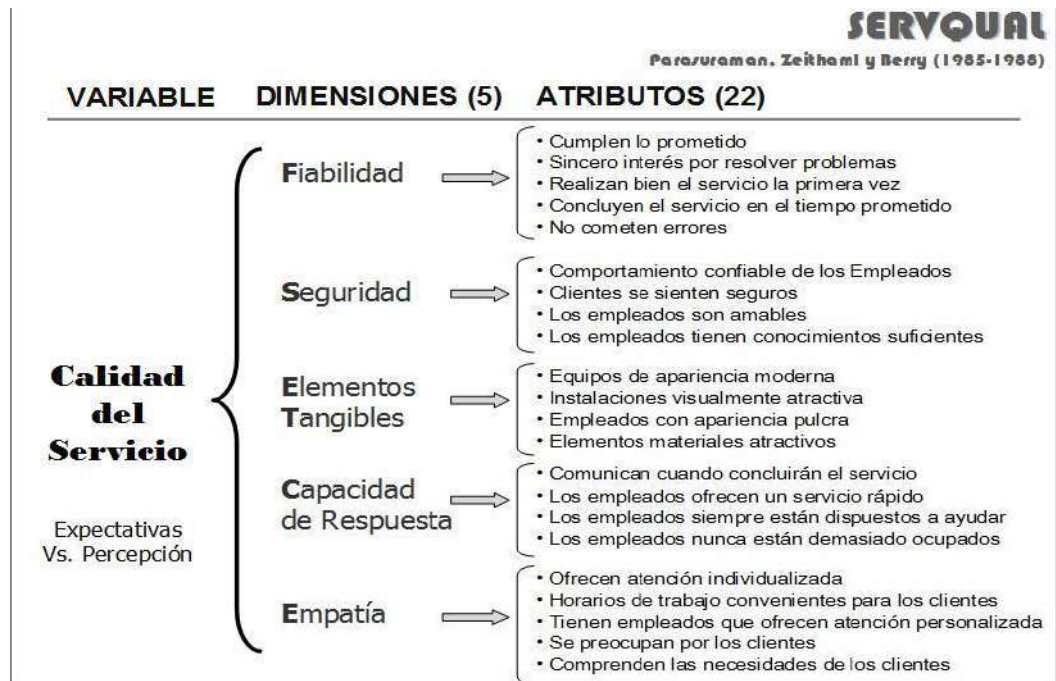 SERVQUAL
Parasuraman, Zeithaml y Berry (1985-1988)
VARIABLE DIMENSIONES (5) ATRIBUTOS (22)
Calidad
del
Servicio
Expectativas
Vs. Percepción
Fiabilidad
• Cumplen lo prometido
• Sincero interés por resolver problemas
• Realizan bien el servicio la primera vez
• Concluyen el servicio en el tiempo prometido
• No cometen errores
Seguridad
• Comportamiento confiable de los Empleados
• Clientes se sienten seguros
• Los empleados son amables
• Los empleados tienen conocimientos suficientes
Elementos
Tangibles
• Equipos de apariencia moderna
• Instalaciones visualmente atractiva
• Empleados con apariencia pulcra
• Elementos materiales atractivos
Capacidad
de Respuesta
• Comunican cuando concluirán el servicio
• Los empleados ofrecen un servicio rápido
• Los empleados siempre están dispuestos a ayudar
• Los empleados nunca están demasiado ocupados
Empatía
• Ofrecen atención individualizada
• Horarios de trabajo convenientes para los clientes
• Tienen empleados que ofrecen atención personalizada
• Se preocupan por los clientes
• Comprenden las necesidades de los clientes